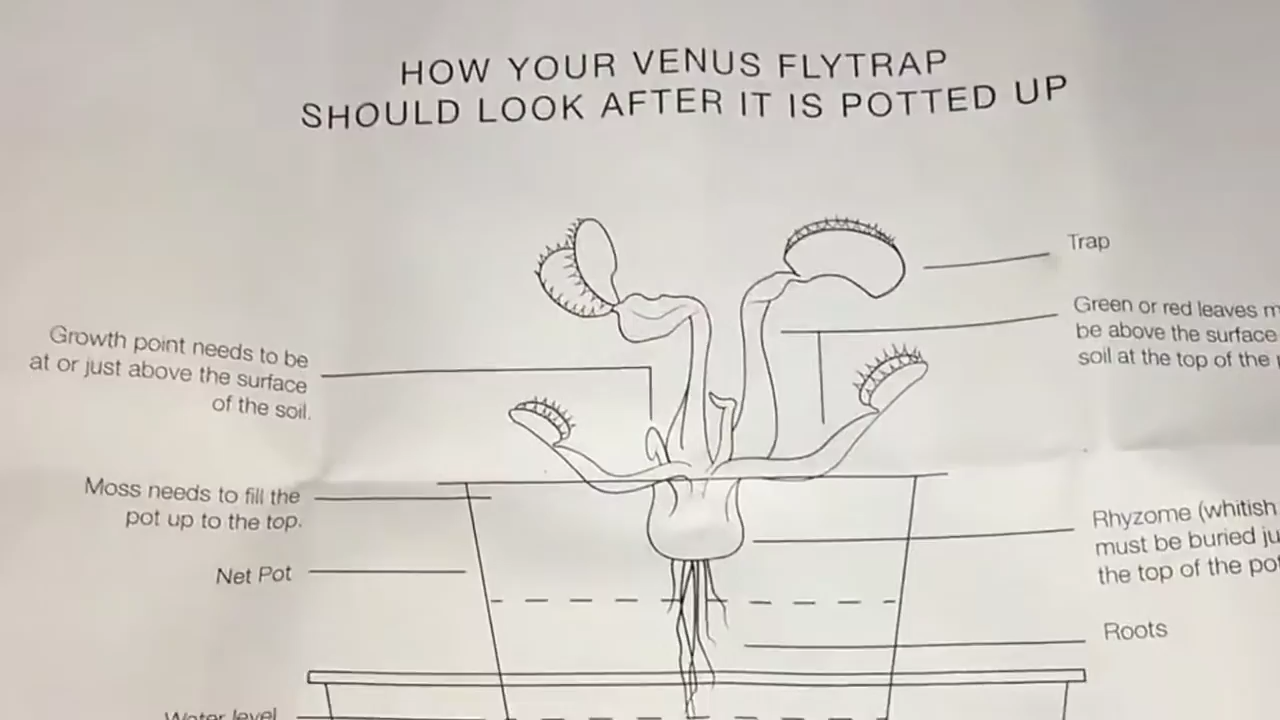 HOW YOUR VENUS FLYTRAP
SHOULD LOOK AFTER IT IS POTTED UP
Trap
Green or red leaves
be above the surface
soil at the top of the
Growth point needs to be
at or just above the surface
of the soil.
Moss needs to fill the
pot up to the top.
Net Pot
Rhyzome (whitish
must be buried
the top of the
Roots
Water level